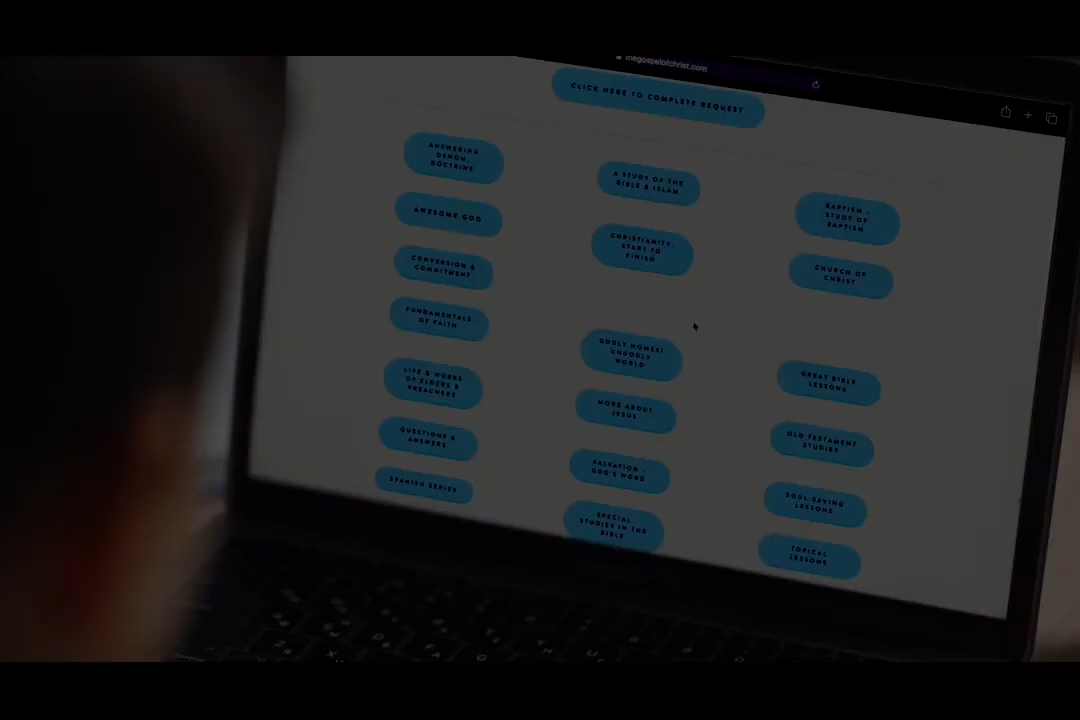 thegospelofchrist.com
CLICK HERE TO COMPLETE REQUEST
ANSWERING
DENOM.
DOCTRINE
A STUDY OF THE
BIBLE & ISLAM
BAPTISM -
STUDY OF
BAPTISM
AWESOME GOD
CHRISTIANITY:
START TO
FINISH
CHURCH OF
CHRIST
CONVERSION &
COMMITMENT
FUNDAMENTALS
OF FAITH
GODLY HOMES/
UNGODLY
WORLD
GREAT BIBLE
LESSONS
LIFE & WORKS
OF ELDERS &
PREACHERS
MORE ABOUT
JESUS
OLD TESTAMENT
STUDIES
QUESTIONS &
ANSWERS
SALVATION -
GOD'S WORD
SOUL-SAVING
LESSONS
SPANISH SERIES
SPECIAL
STUDIES IN THE
BIBLE
TOPICAL
LESSONS